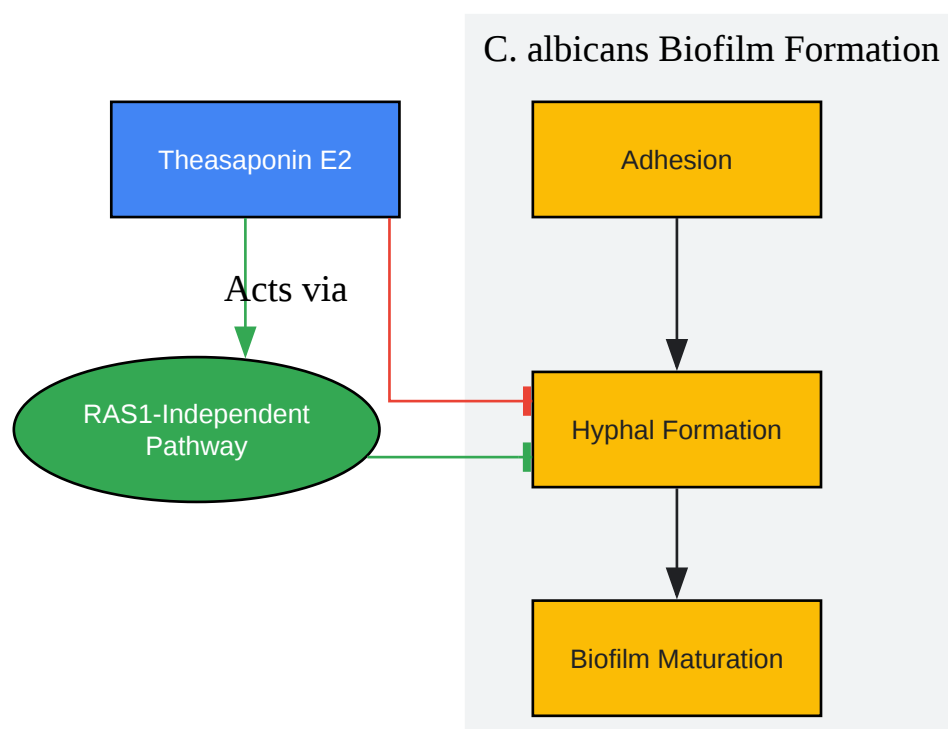 C. albicans Biofilm Formation
Theasaponin E2
Adhesion
Acts via
RAS1-Independent
Pathway
Hyphal Formation
Biofilm Maturation